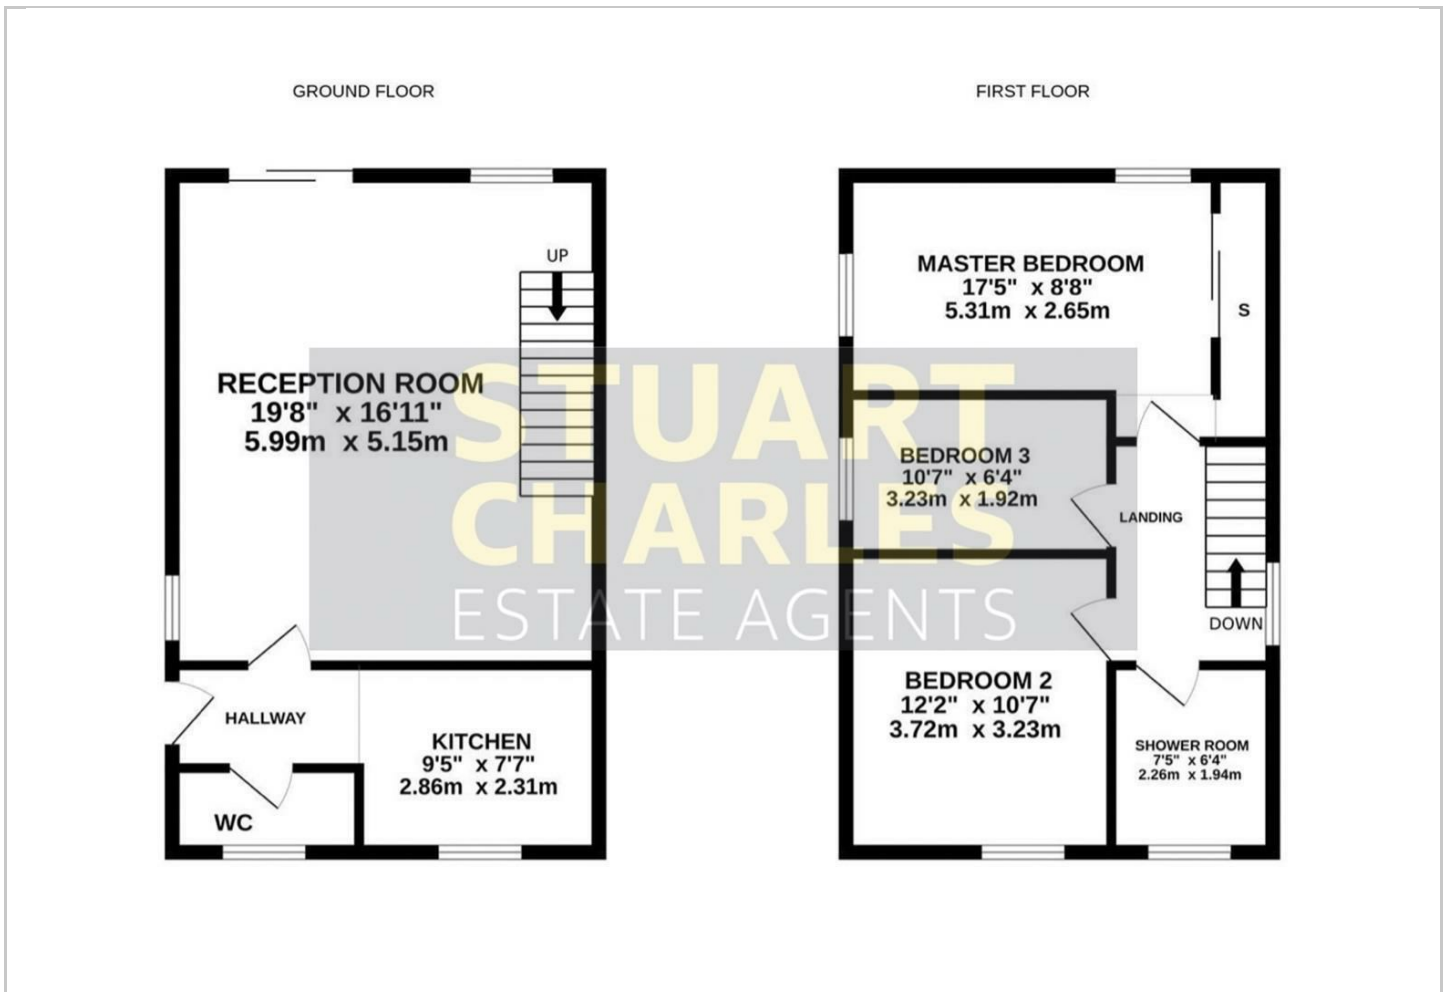 GROUND FLOOR
FIRST FLOOR
UP
RECEPTION ROOM
19'8" x 16'11"
5.99m x 5.15m
HALLWAY
KITCHEN
9'5" x 7'7"
2.86m x 2.31m
WC
MASTER BEDROOM
17'5" x 8'8"
5.31m x 2.65m
S
BEDROOM 3
10'7" x 6'4"
3.23m x 1.92m
LANDING
DOWN
BEDROOM 2
12'2" x 10'7"
3.72m x 3.23m
SHOWER ROOM
7'5" x 6'4"
2.26m x 1.94m
STUART
CHARLES
ESTATE AGENTS